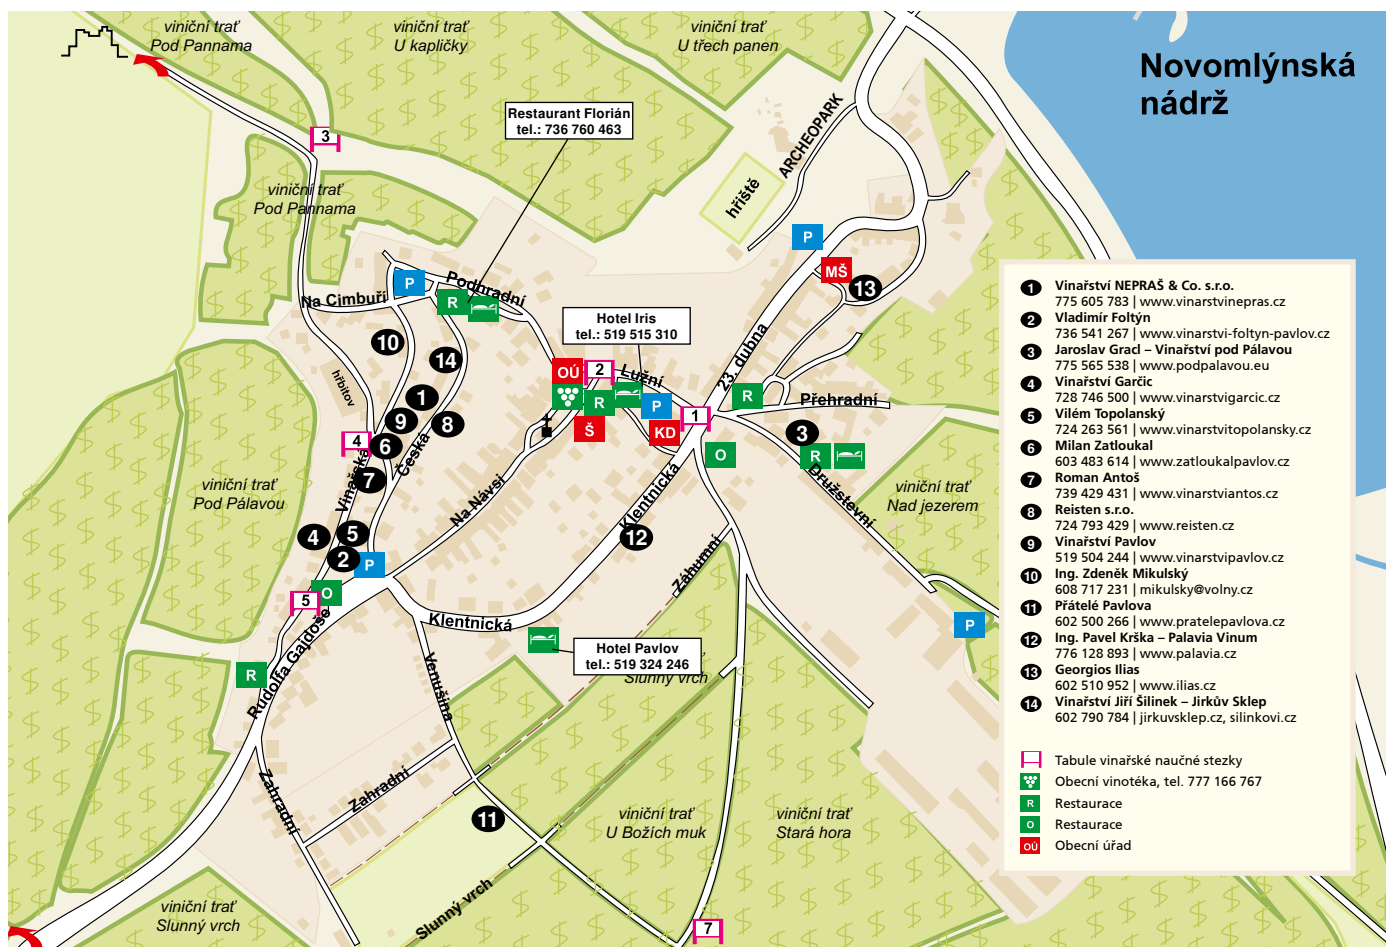 viniční trať
Pod Pannama
viniční trať
U kapličky
viniční trať
U třech panen
Novomlýnská
nádrž
3
Restaurant Florián
tel.: 736 760 463
ARCHEOPARK
hřiště
viniční trať
Pod Pannama
P
MŠ
13
Podhradní
P
Na Cimbuří
R
Hotel Iris
tel.: 519 515 310
10
14
23. dubna
hřbitov
OÚ
2
Lužní
1
R
P
R
Přehradní
9
8
Š
KD
1
3
4
6
Česká
O
R
Vinařská
7
Družstevní
viniční trať
Pod Pálavou
Na Návsi
Klentnická
viniční trať
Nad jezerem
4
5
12
2
P
Záhumní
O
5
Klentnická
P
Rudolfa Gajdoše
Hotel Pavlov
tel.: 519 324 246
Slunný vrch
R
Venušina
Zahradní
Zahradní
11
viniční trať
U Božích muk
viniční trať
Stará hora
Slunný vrch
viniční trať
Slunný vrch
7
1 Vinařství NEPRAŠ & Co. s.r.o.
775 605 783 | www.vinarstvinepras.cz
2 Vladimír Foltýn
736 541 267 | www.vinarstvi-foltyn-pavlov.cz
3 Jaroslav Gracl – Vinařství pod Pálavou
775 565 538 | www.podpalavou.eu
4 Vinařství Garčic
728 746 500 | www.vinarstvigarcic.cz
5 Vilém Topolanský
724 263 561 | www.vinarstvitopolansky.cz
6 Milan Zatloukal
603 483 614 | www.zatloukalpavlov.cz
7 Roman Antoš
739 429 431 | www.vinarstviantos.cz
8 Reisten s.r.o.
724 793 429 | www.reisten.cz
9 Vinařství Pavlov
519 504 244 | www.vinarstvipavlov.cz
10 Ing. Zdeněk Mikulský
608 717 231 | mikulsky@volny.cz
11 Přátelé Pavlova
602 500 266 | www.pratelepavlova.cz
12 Ing. Pavel Krška – Palavia Vinum
776 128 893 | www.palavia.cz
13 Georgios Ilias
602 510 952 | www.ilias.cz
14 Vinařství Jiří Šilinek – Jirkův Sklep
602 790 784 | jirkuvsklep.cz, silinkovi.cz
Tabule vinařské naučné stezky
Obecní vinotéka, tel. 777 166 767
R Restaurace
O Restaurace
OÚ Obecní úřad